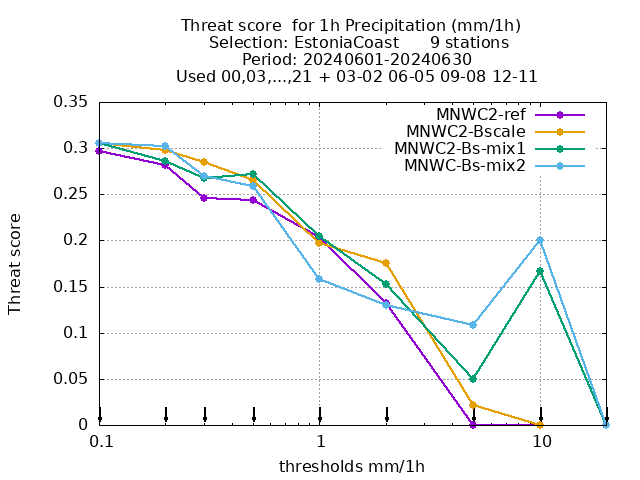 Threat score  for 1h Precipitation (mm/1h)
Selection: EstoniaCoast      9 stations
Period: 20240601-20240630
Used 00,03,...,21 + 03-02 06-05 09-08 12-11
MNWC2-ref
MNWC2-Bscale
MNWC2-Bs-mix1
MNWC-Bs-mix2
Threat score
0.35
0.3
0.25
0.2
0.15
0.1
0.05
0
0.1 1 10
thresholds mm/1h